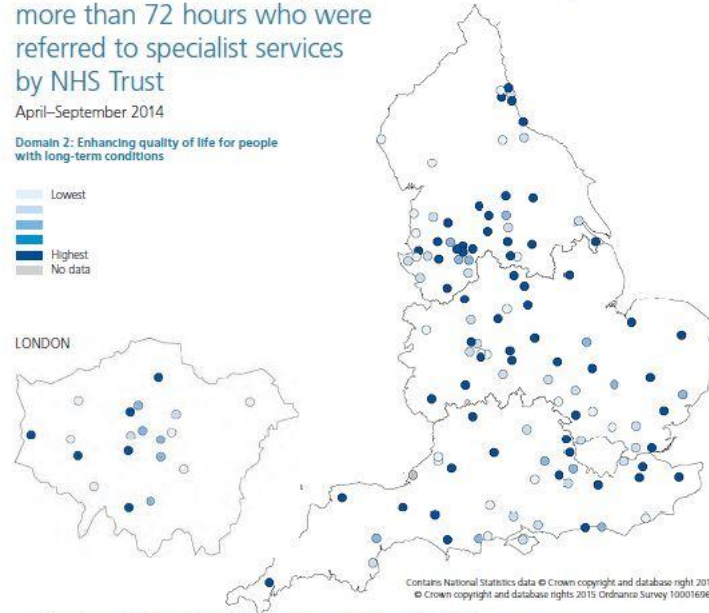 more than 72 hours who were
referred to specialist services
by NHS Trust
April–September 2014
Domain 2: Enhancing quality of life for people
with long-term conditions
Lowest
Highest
No data
LONDON
Contains National Statistics data © Crown copyright and database right 201
© Crown copyright and database rights 2015 Ordnance Survey 10001696